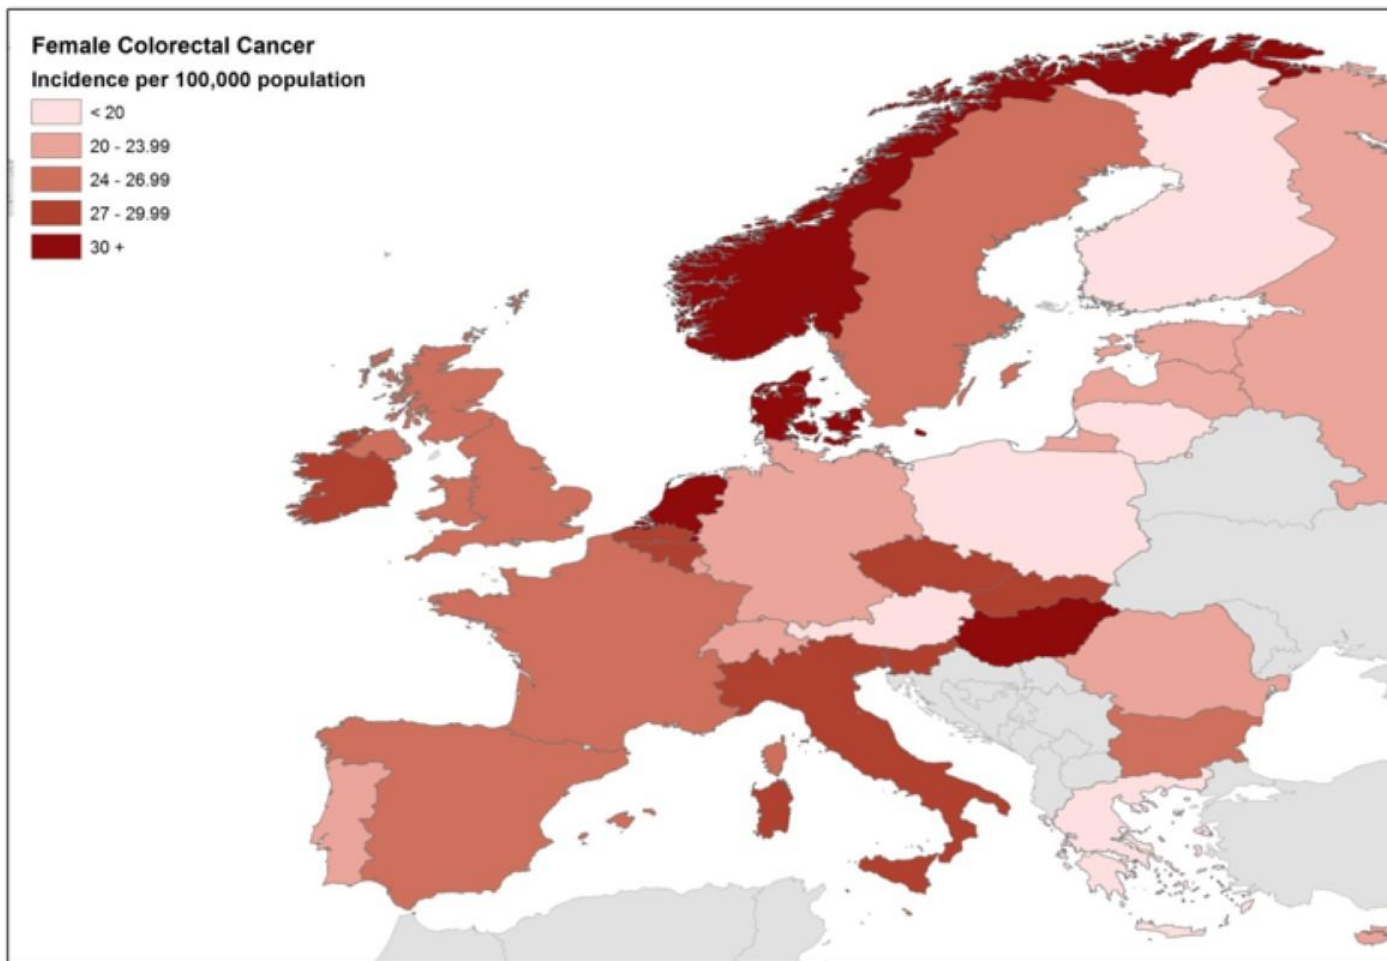 Female Colorectal Cancer
Incidence per 100,000 population
< 20
20 - 23.99
24 - 26.99
27 - 29.99
30 +